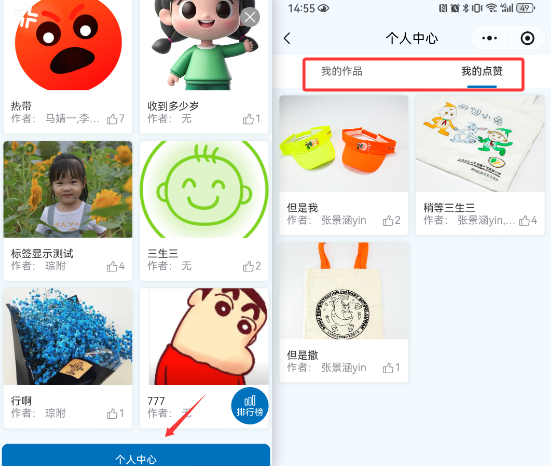 热带
作者： 马婧一,李... 7
收到多少岁
作者： 无 1
标签显示测试
作者： 琮附 4
三生三
作者： 无 2
行啊
作者： 琮附 1
777
作者： 无
排行榜
个人中心
14:55
49
个人中心
我的作品
我的点赞
但是我
作者： 张景涵yin 2
稍等三生三
作者： 张景涵yin,... 4
但是撒
作者： 张景涵yin 1